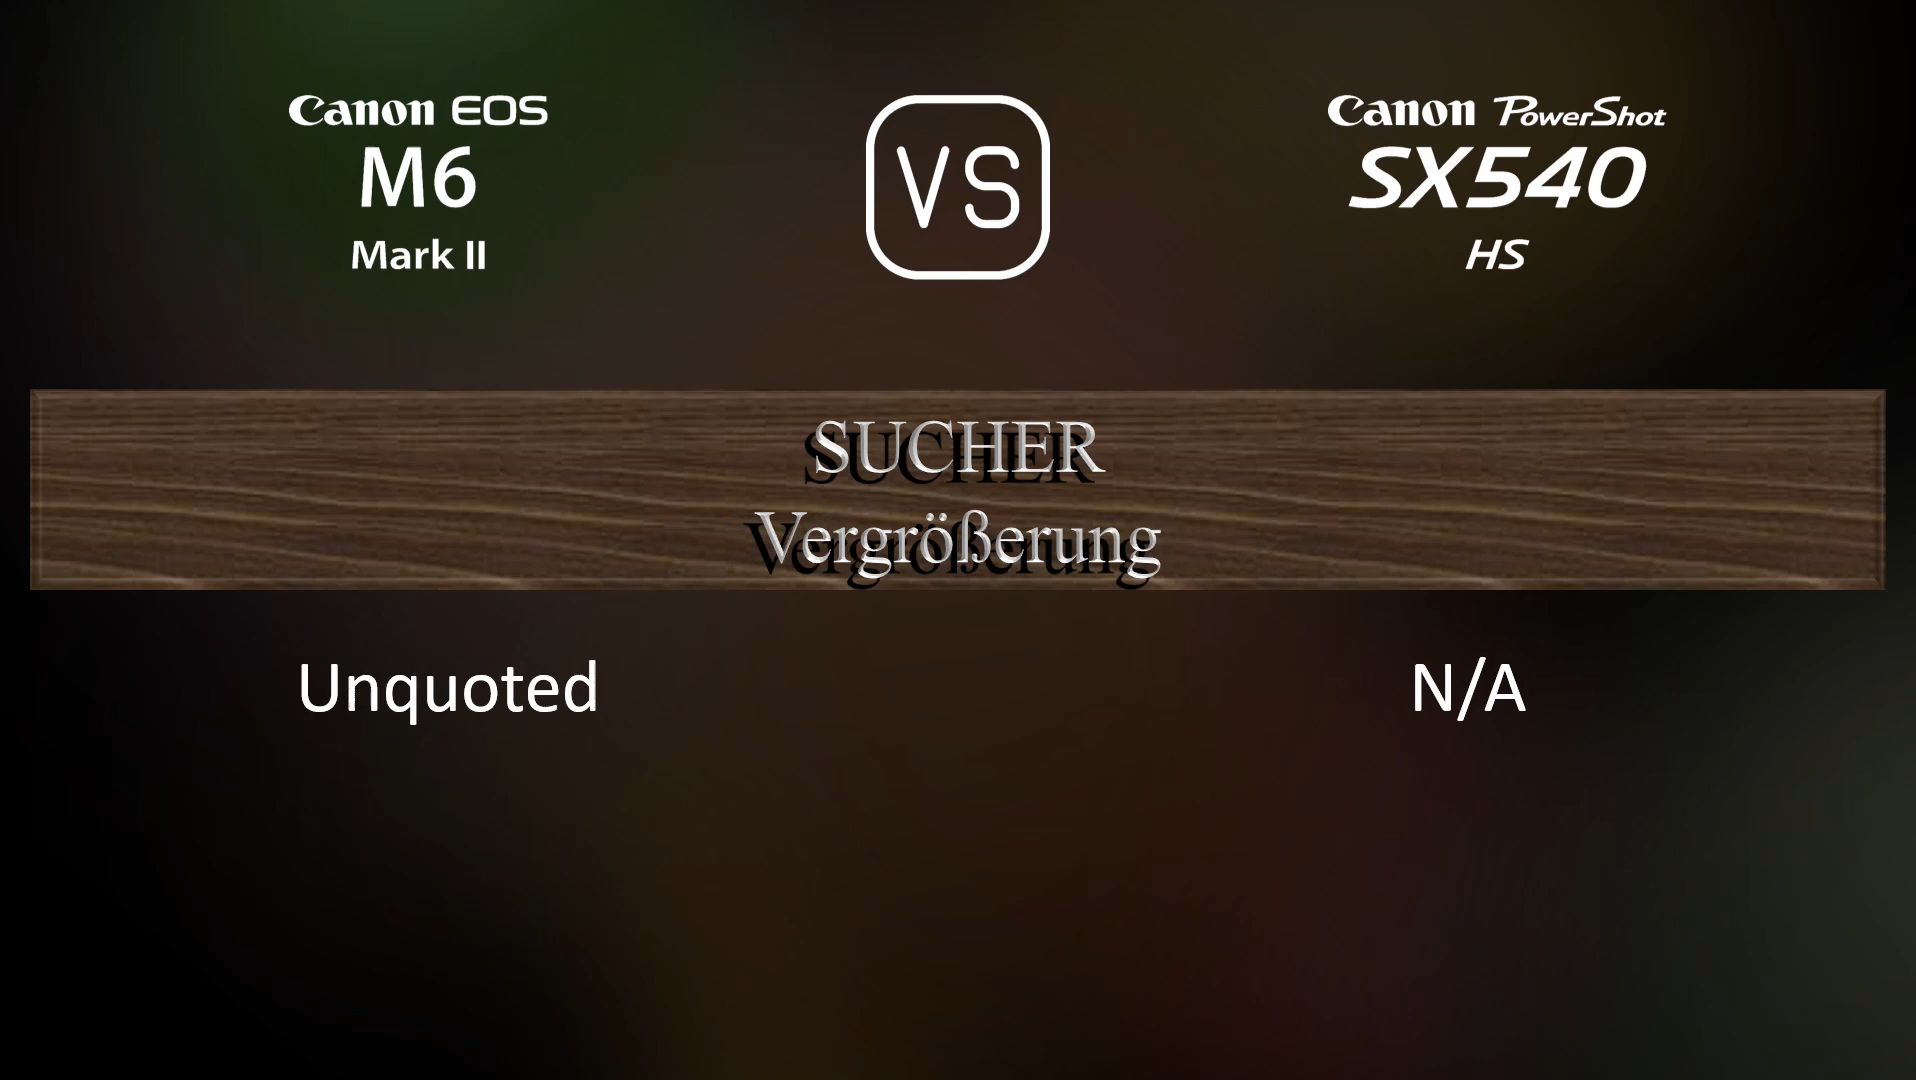 Canon EOS
M6
Mark II
VS
Canon PowerShot
SX540
HS
SUCHER
Vergrößerung
Unquoted
N/A